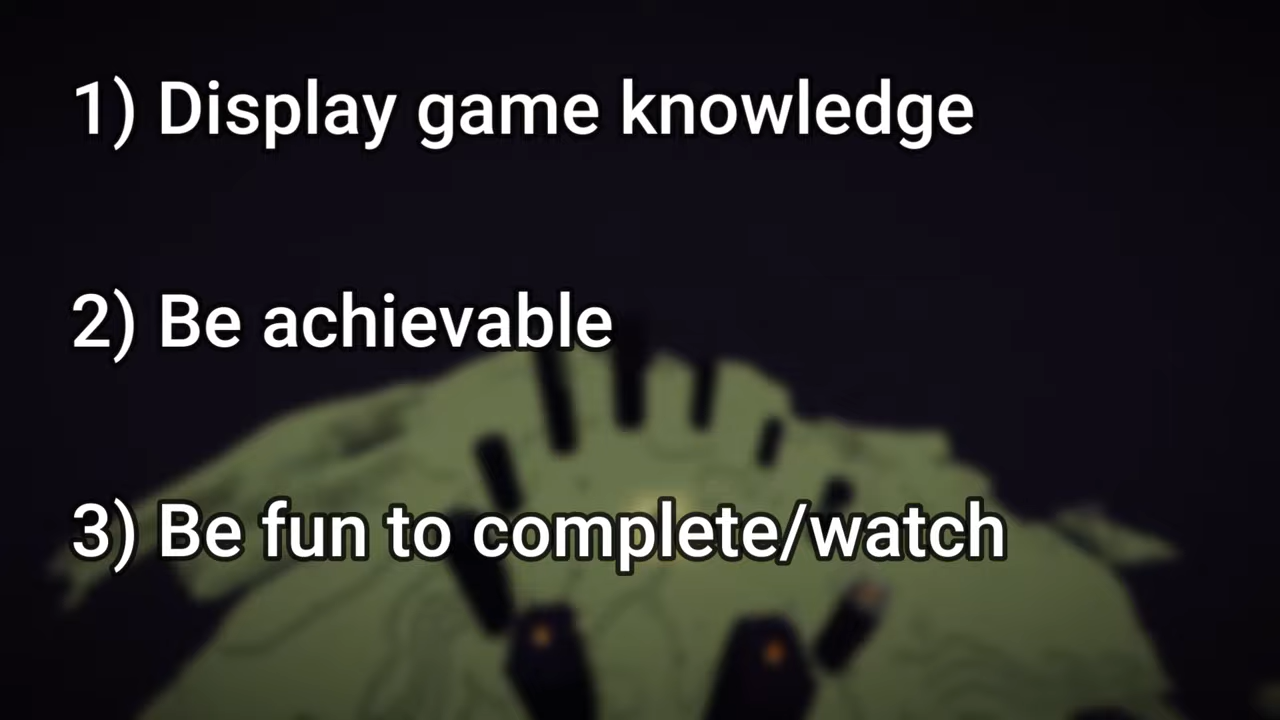 1) Display game knowledge
2) Be achievable
3) Be fun to complete/watch